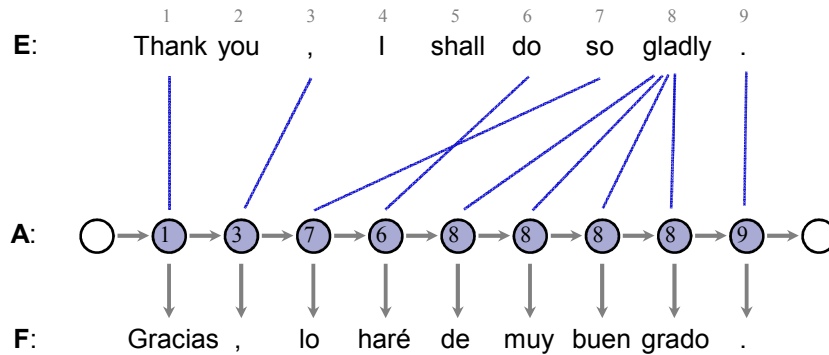 1 2 3 4 5 6 7 8 9
E: Thank you , I shall do so gladly .
A: 1 3 7 6 8 8 8 8 9
F: Gracias , lo haré de muy buen grado .